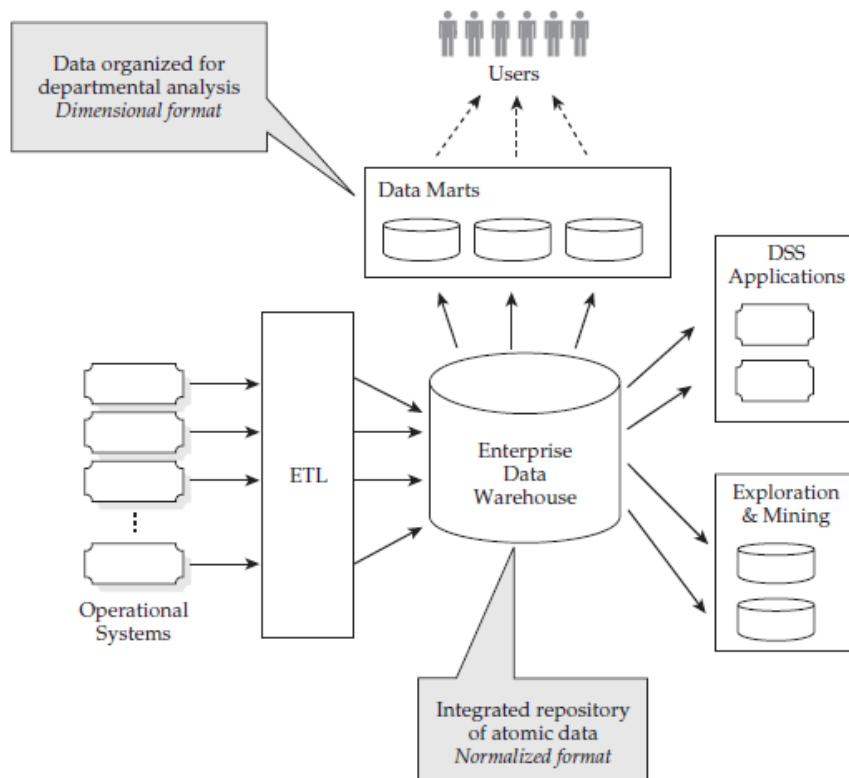 Data organized for
departmental analysis
Dimensional format
Users
Data Marts
DSS
Applications
ETL
Enterprise
Data
Warehouse
Exploration
& Mining
Operational
Systems
Integrated repository
of atomic data
Normalized format